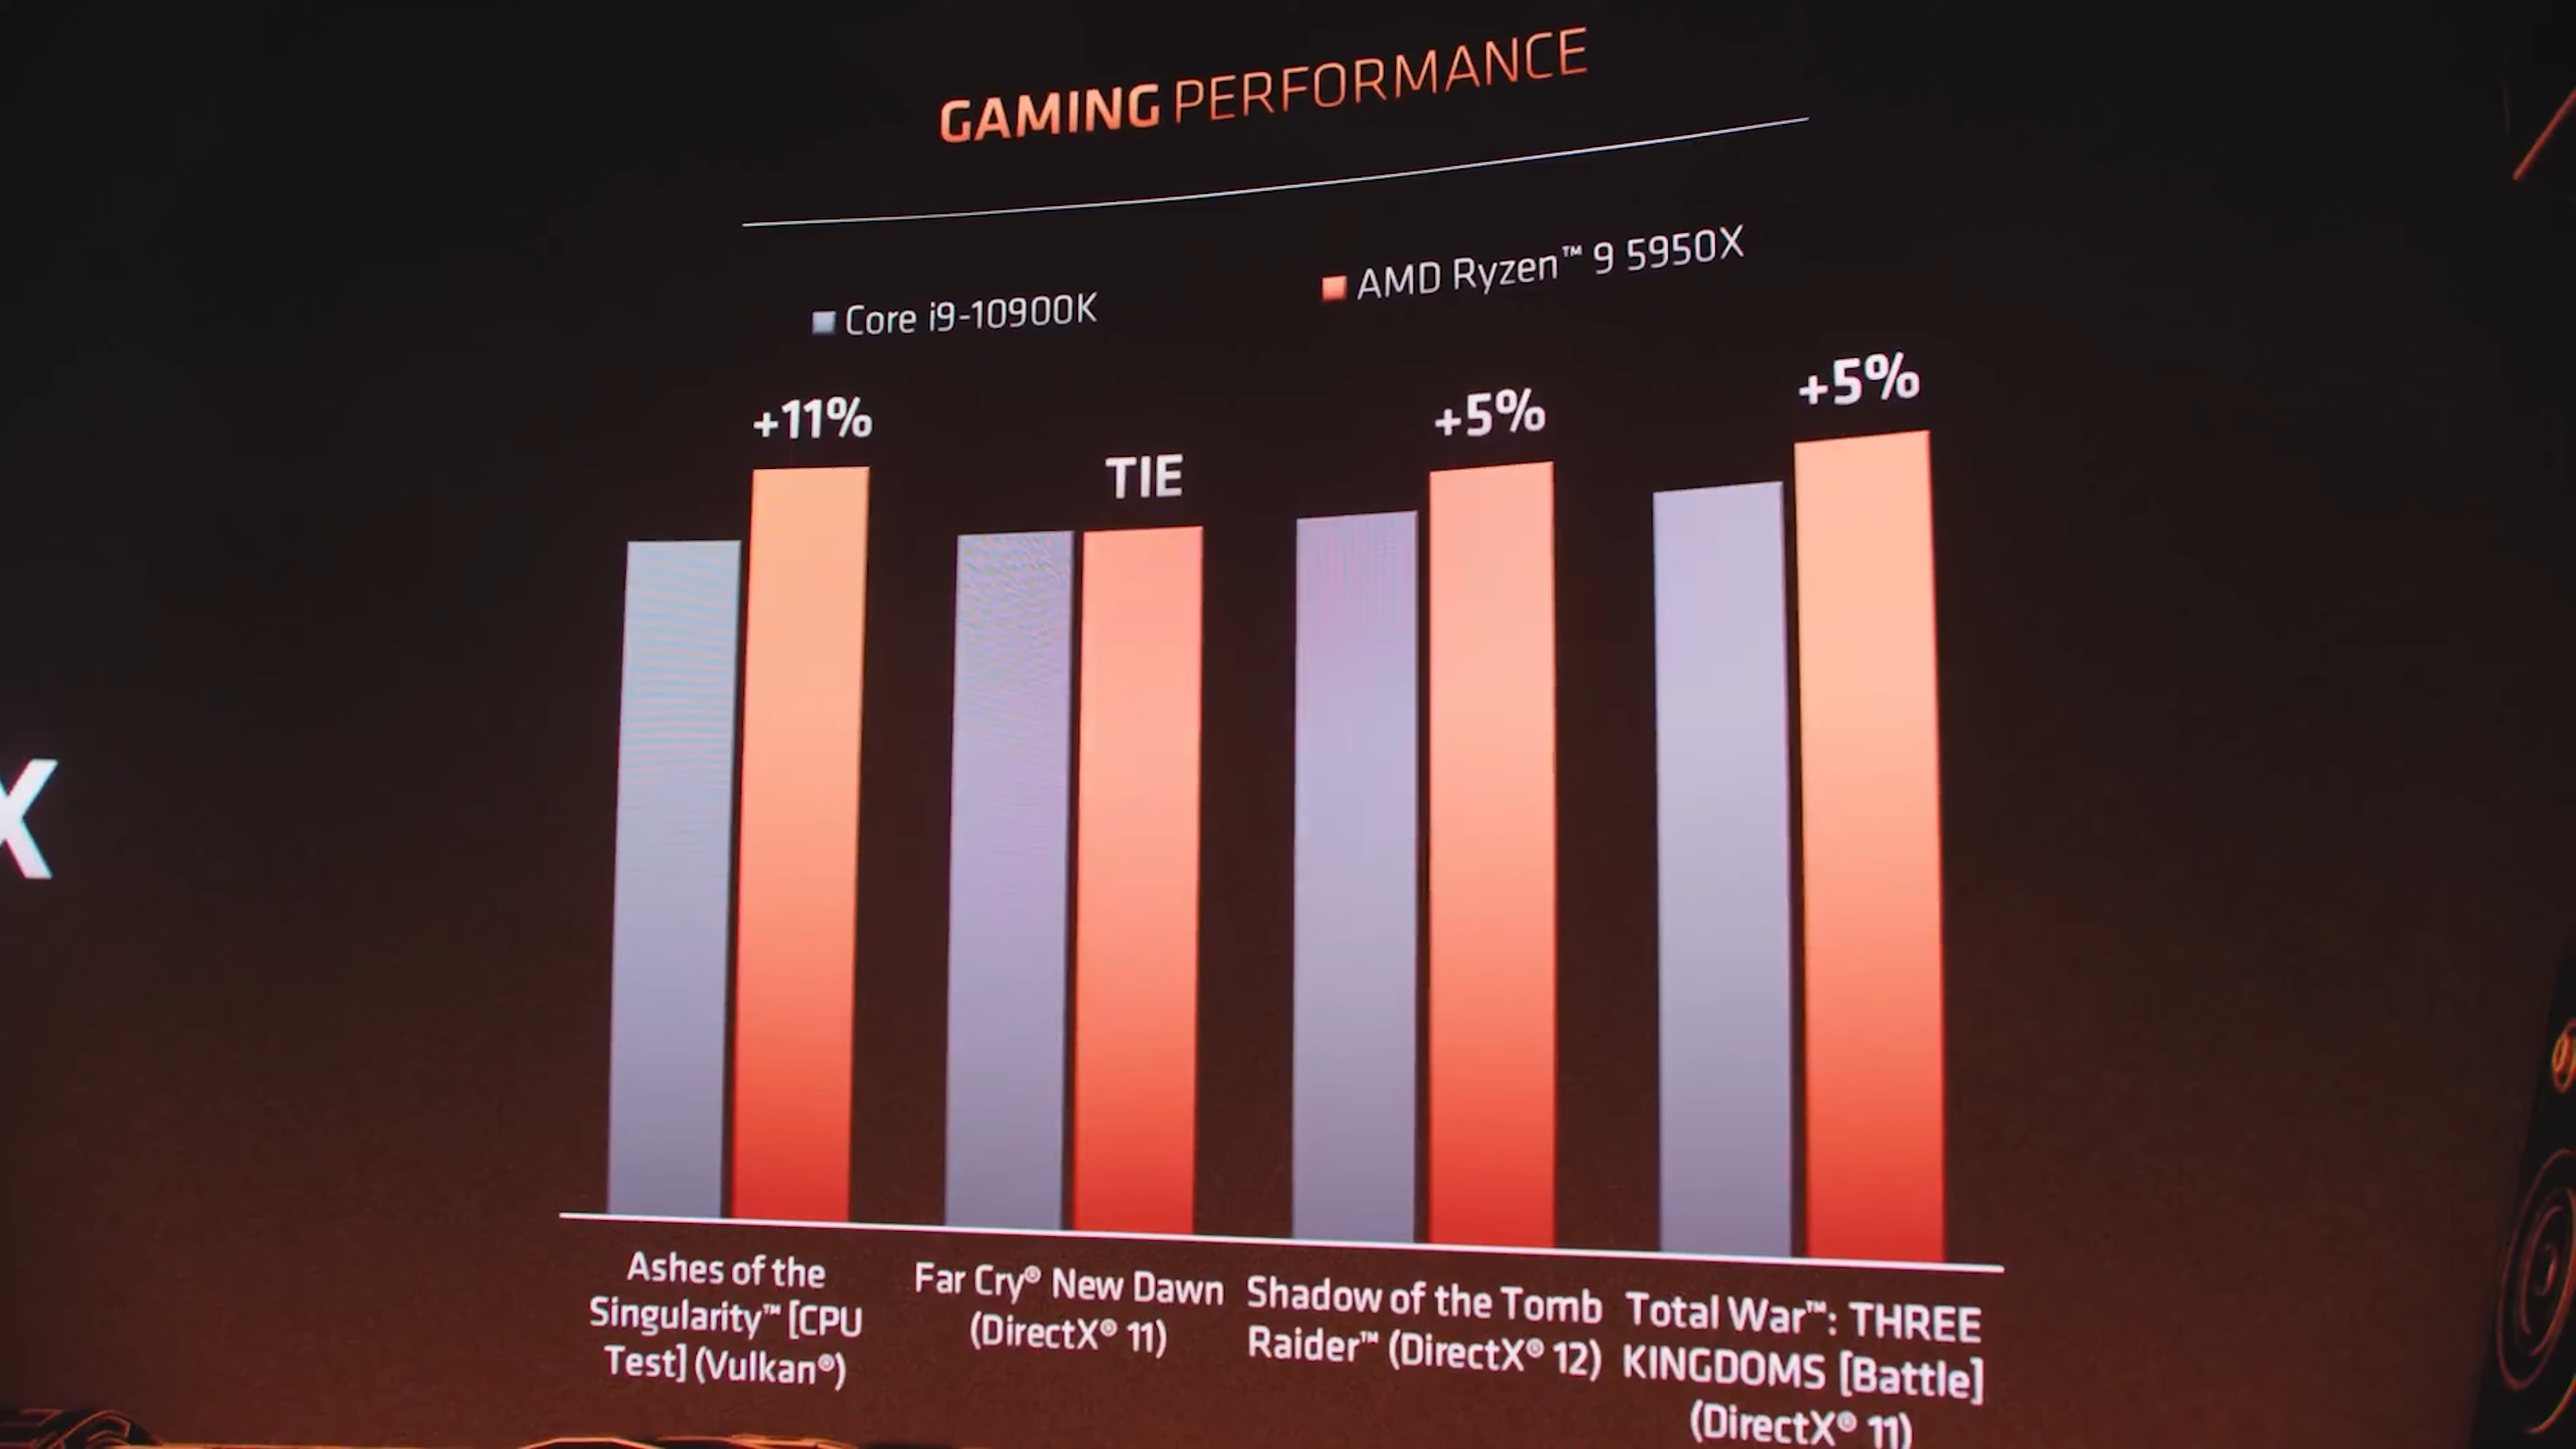 GAMING PERFORMANCE
Core i9-10900K
AMD Ryzen™ 9 5950X
+11%
TIE
+5%
+5%
X
Ashes of the
Singularity™ [CPU
Test] (Vulkan®)
Far Cry® New Dawn
(DirectX® 11)
Shadow of the Tomb
Raider™ (DirectX® 12)
Total War™: THREE
KINGDOMS [Battle]
(DirectX® 11)